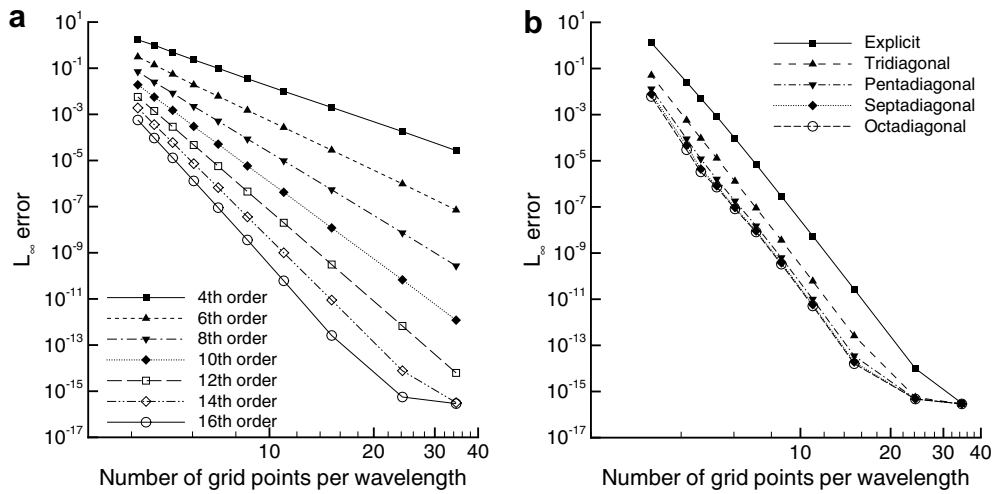 a
10^1
10^-1
10^-3
10^-5
10^-7
10^-9
10^-11
10^-13
10^-15
10^-17
L∞ error
4th order
6th order
8th order
10th order
12th order
14th order
16th order
10
20
30
40
Number of grid points per wavelength
b
10^1
10^-1
10^-3
10^-5
10^-7
10^-9
10^-11
10^-13
10^-15
10^-17
L∞ error
Explicit
Tridiagonal
Pentadiagonal
Septadiagonal
Octadiagonal
10
20
30
40
Number of grid points per wavelength